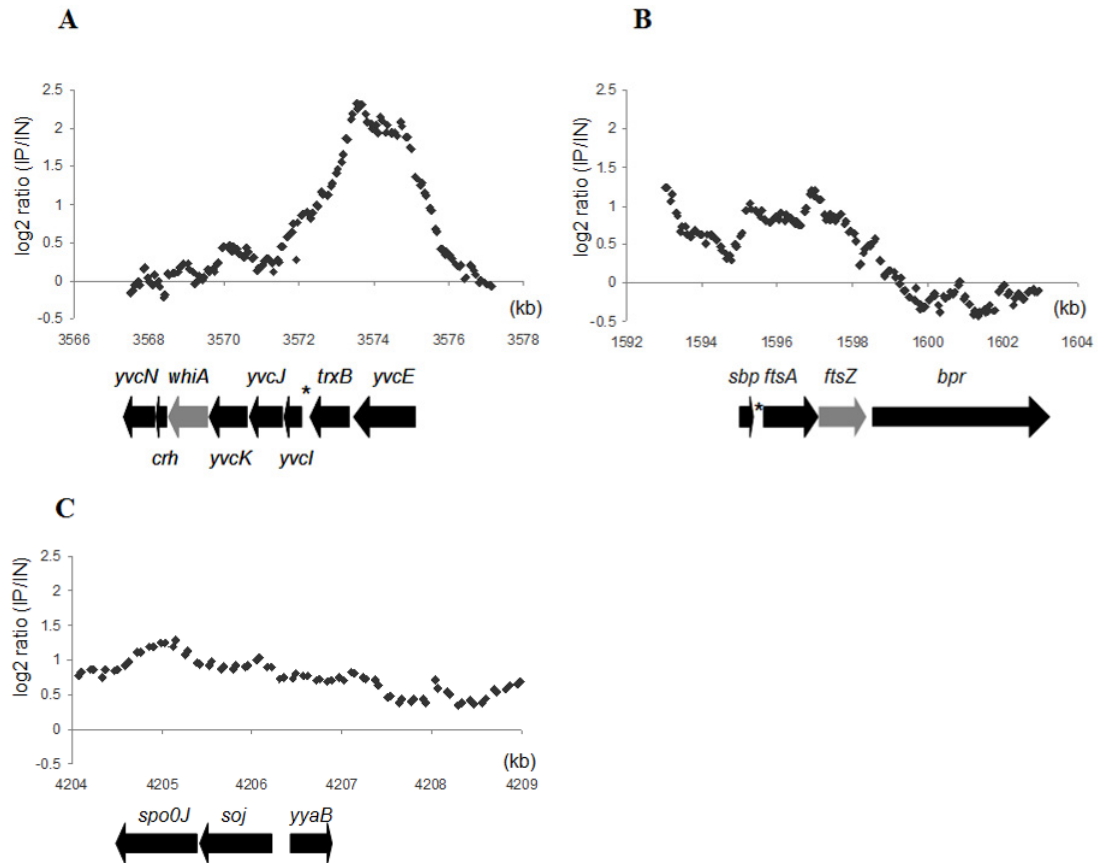 A
log2 ratio (IP/IN)
2.5
2
1.5
1
0.5
0
-0.5
(kb)
3566 3568 3570 3572 3574 3576 3578
yvcN whiA yvcJ * trxB yvcE
crh yvcK yvcI
B
log2 ratio (IP/IN)
2.5
2
1.5
1
0.5
0
-0.5
(kb)
1592 1594 1596 1598 1600 1602 1604
sbp ftsA ftsZ bpr
*
C
log2 ratio (IP/IN)
2.5
2
1.5
1
0.5
0
-0.5
(kb)
4204 4205 4206 4207 4208 4209
spo0J soj yyaB